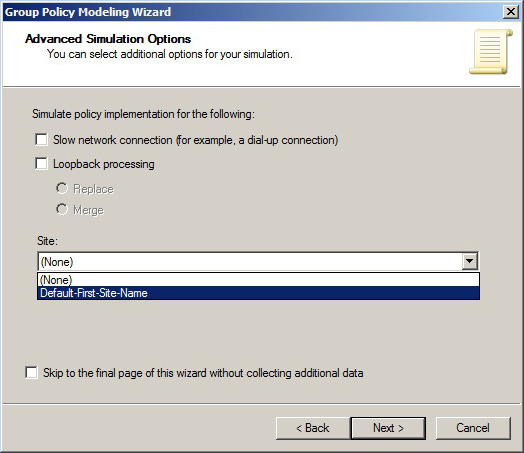 Group Policy Modeling Wizard
Advanced Simulation Options
You can select additional options for your simulation.
Simulate policy implementation for the following:
Slow network connection (for example, a dial-up connection)
Loopback processing
Replace
Merge
Site:
(None)
(None)
Default-First-Site-Name
Skip to the final page of this wizard without collecting additional data
< Back
Next >
Cancel